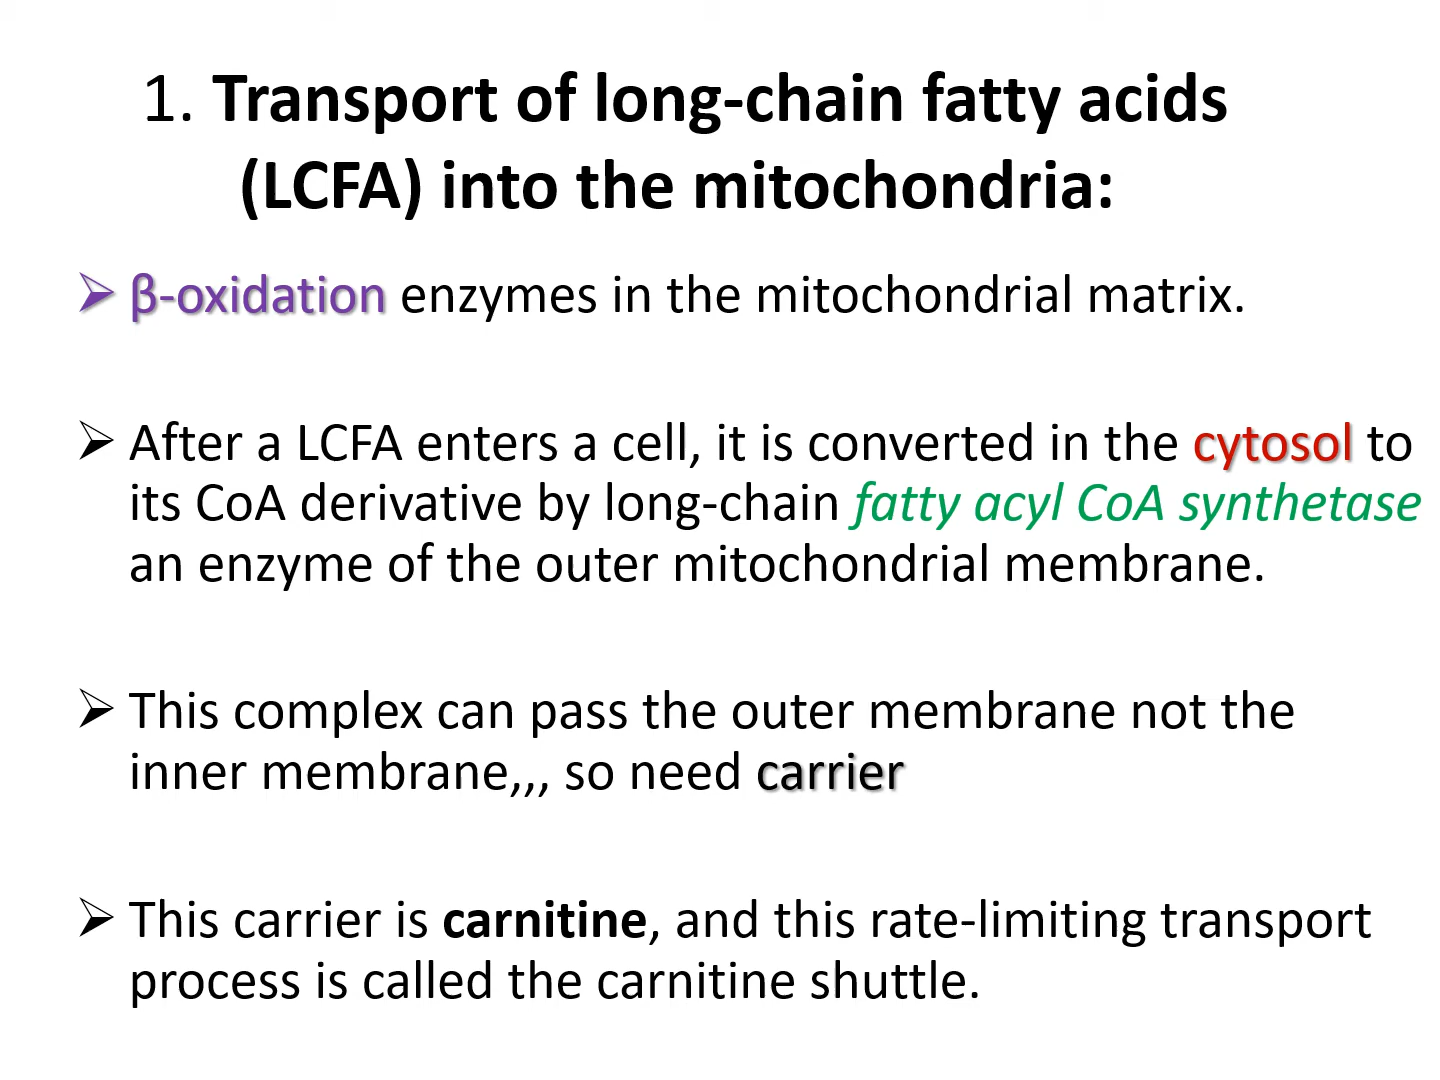 1. Transport of long-chain fatty acids
(LCFA) into the mitochondria:
➢ β-oxidation enzymes in the mitochondrial matrix.
➢ After a LCFA enters a cell, it is converted in the cytosol to
its CoA derivative by long-chain fatty acyl CoA synthetase
an enzyme of the outer mitochondrial membrane.
➢ This complex can pass the outer membrane not the
inner membrane,,, so need carrier
➢ This carrier is carnitine, and this rate-limiting transport
process is called the carnitine shuttle.